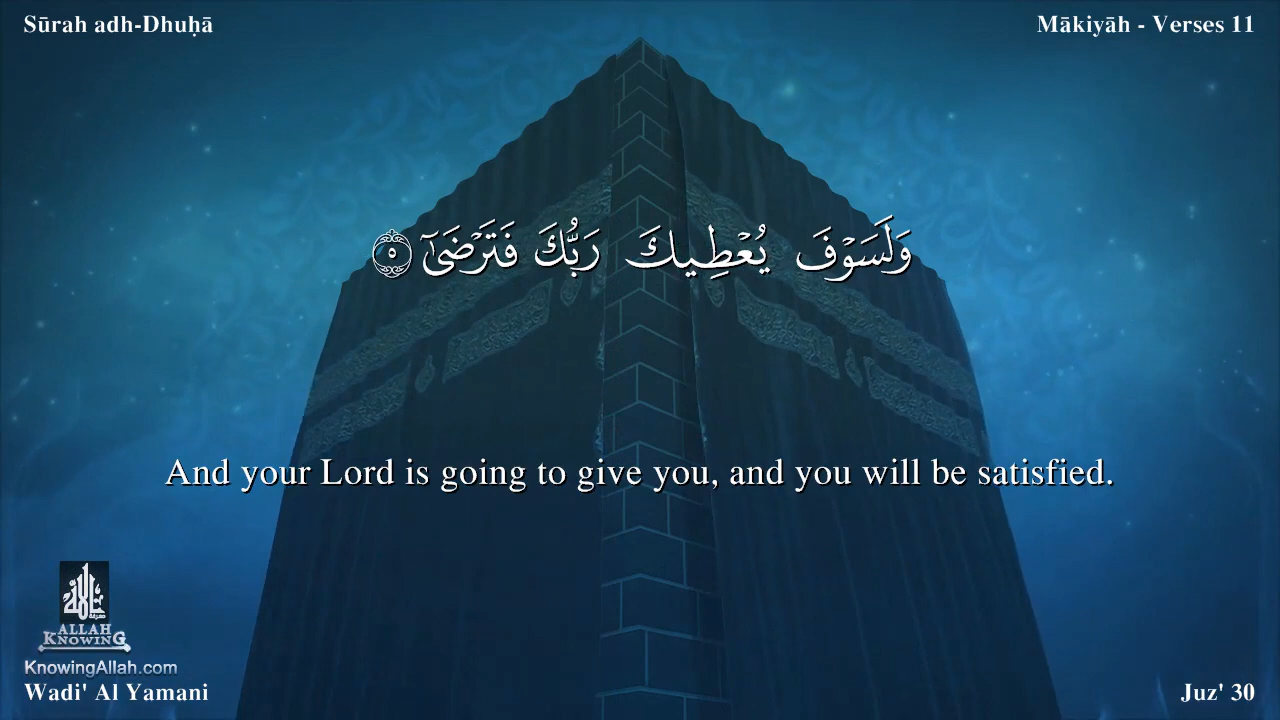 Sūrah adh-Dhuḥā
Mākiyāh - Verses 11
وَلَسَوْفَ يُعْطِيكَ رَبُّكَ فَتَرْضَىٰٓ ٥
And your Lord is going to give you, and you will be satisfied.
ALLAH
KNOWING
KnowingAllah.com
Wadi' Al Yamani
Juz' 30